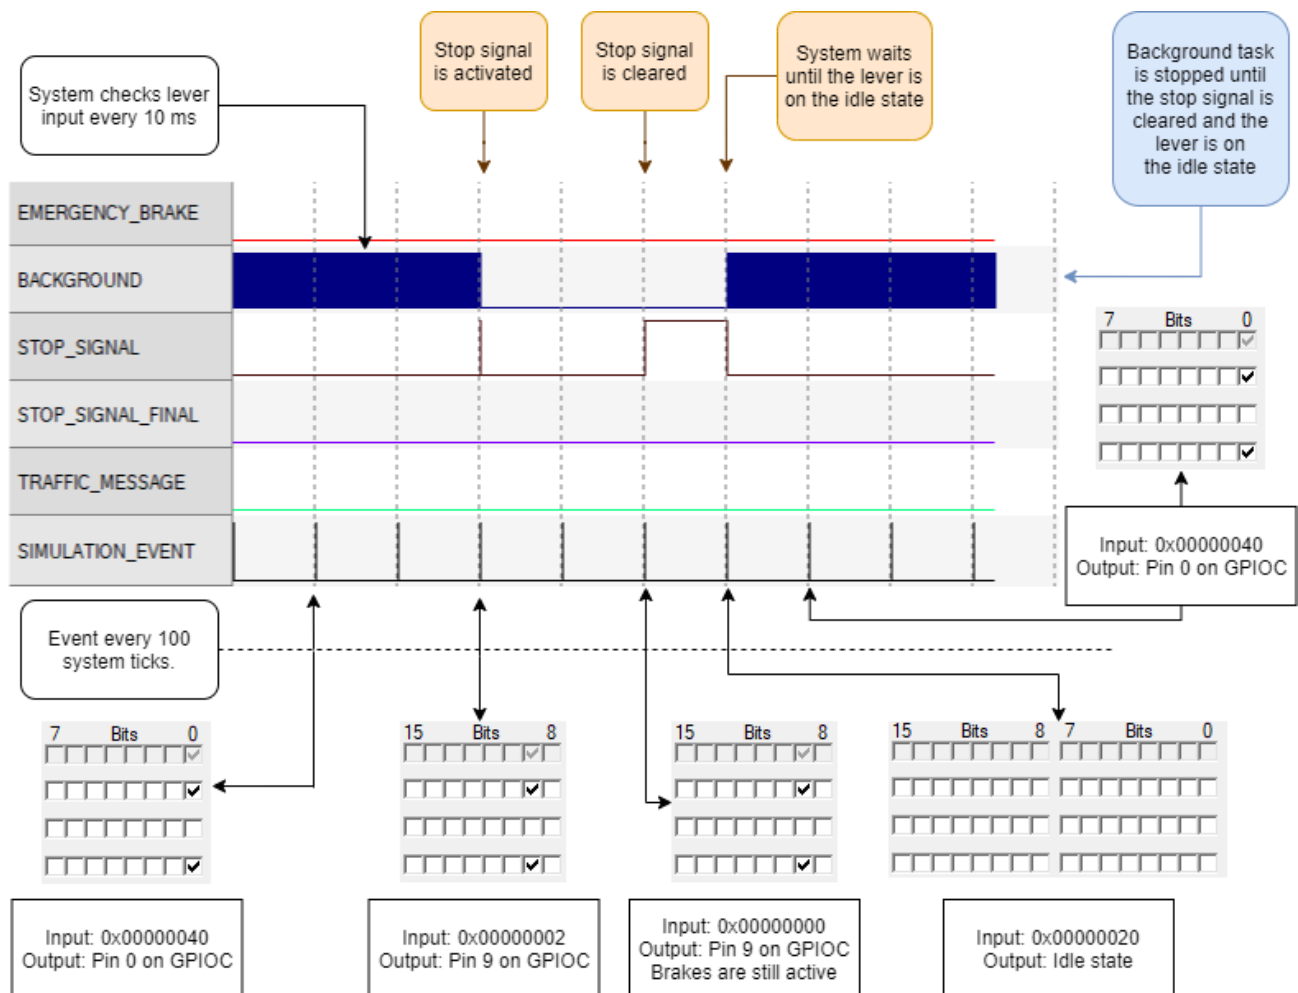 Stop signal
is activated
Stop signal
is cleared
System waits
until the lever is
on the idle state
Background task
is stopped until
the stop signal is
cleared and the
lever is on
the idle state
System checks lever
input every 10 ms
EMERGENCY_BRAKE
BACKGROUND
STOP_SIGNAL
STOP_SIGNAL_FINAL
TRAFFIC_MESSAGE
SIMULATION_EVENT
7 Bits 0
Input: 0x00000040
Output: Pin 0 on GPIOC
Event every 100
system ticks.
7 Bits 0
15 Bits 8
15 Bits 8
15 Bits 8 7 Bits 0
Input: 0x00000040
Output: Pin 0 on GPIOC
Input: 0x00000002
Output: Pin 9 on GPIOC
Input: 0x00000000
Output: Pin 9 on GPIOC
Brakes are still active
Input: 0x00000020
Output: Idle state